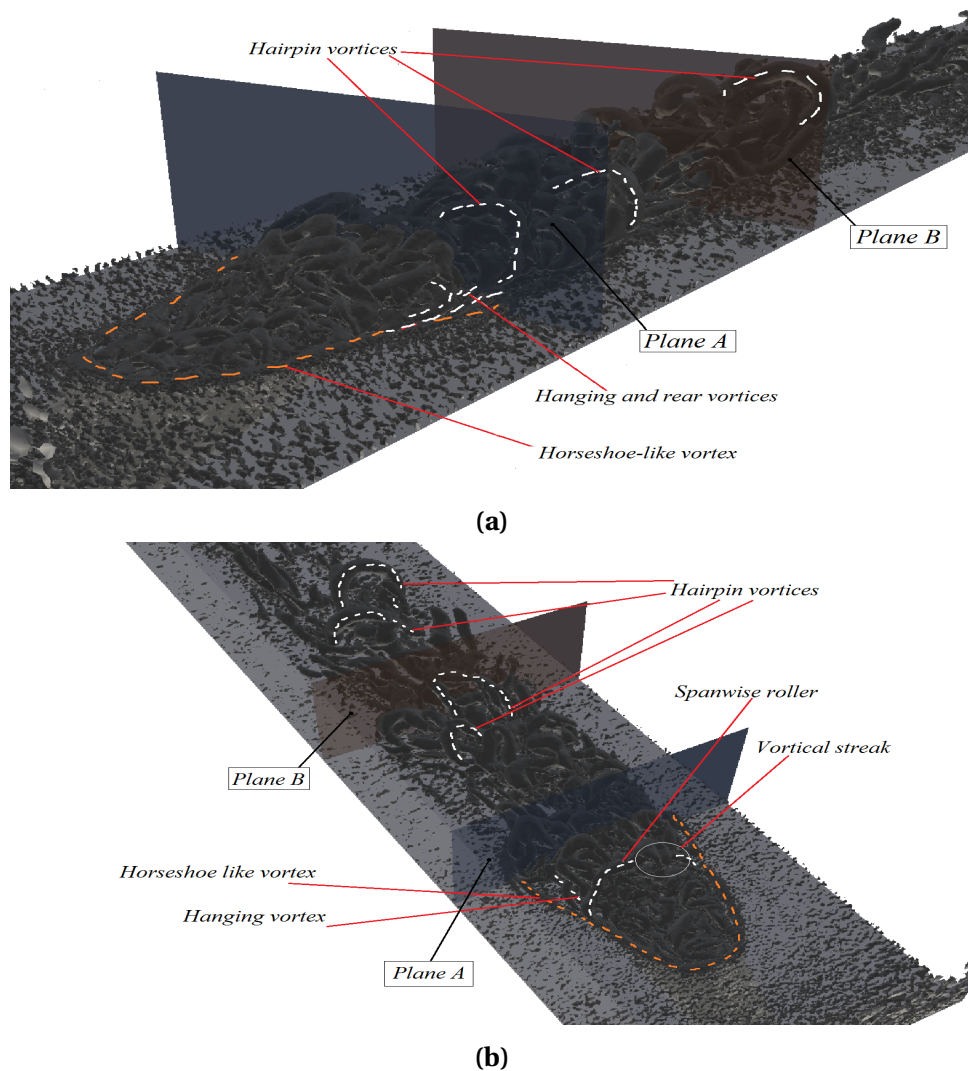 Hairpin vortices
Plane B
Plane A
Hanging and rear vortices
Horseshoe-like vortex
(a)
Hairpin vortices
Spanwise roller
Vortical streak
Plane B
Horseshoe like vortex
Hanging vortex
Plane A
(b)